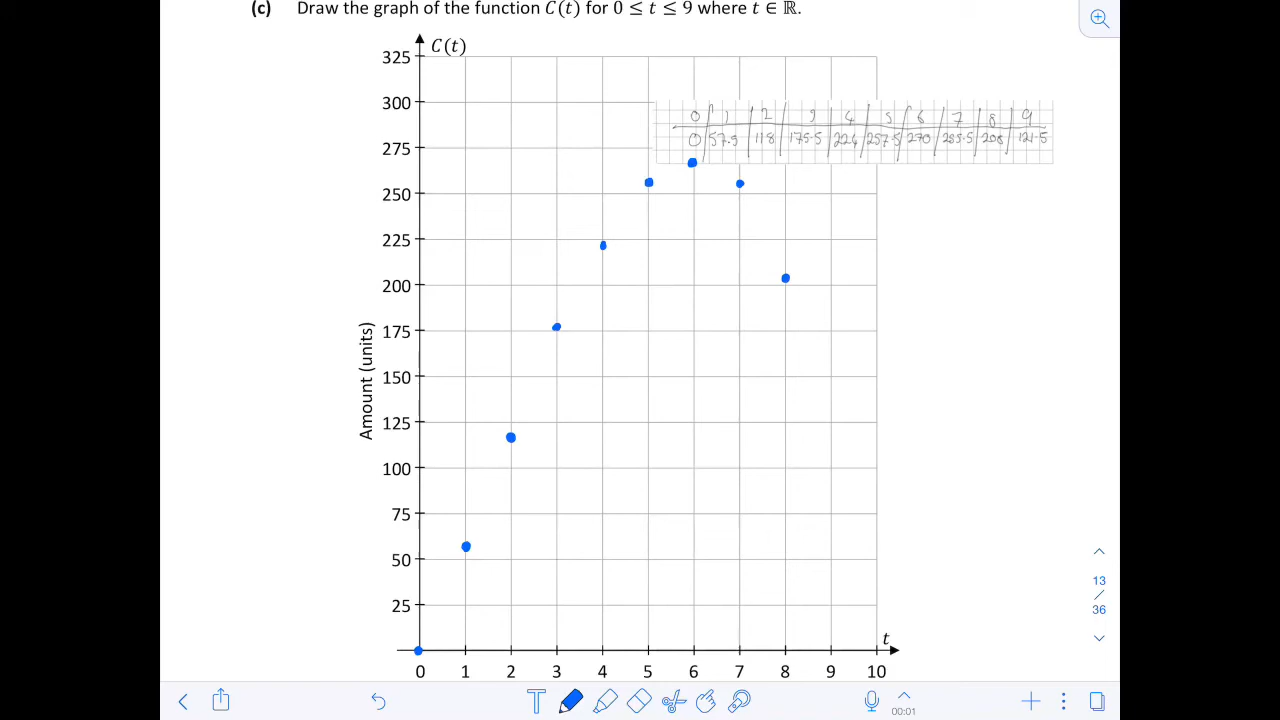 (c) Draw the graph of the function C(t) for 0 ≤ t ≤ 9 where t ∈ ℝ.
C(t)
325
300
0 1 2 3 4 5 6 7 8 9
0 57.5 118 175.5 224 257.5 270 255.5 208 121.5
275
250
225
200
175
150
125
100
75
50
25
Amount (units)
t
0 1 2 3 4 5 6 7 8 9 10
13
/
36
T
00:01